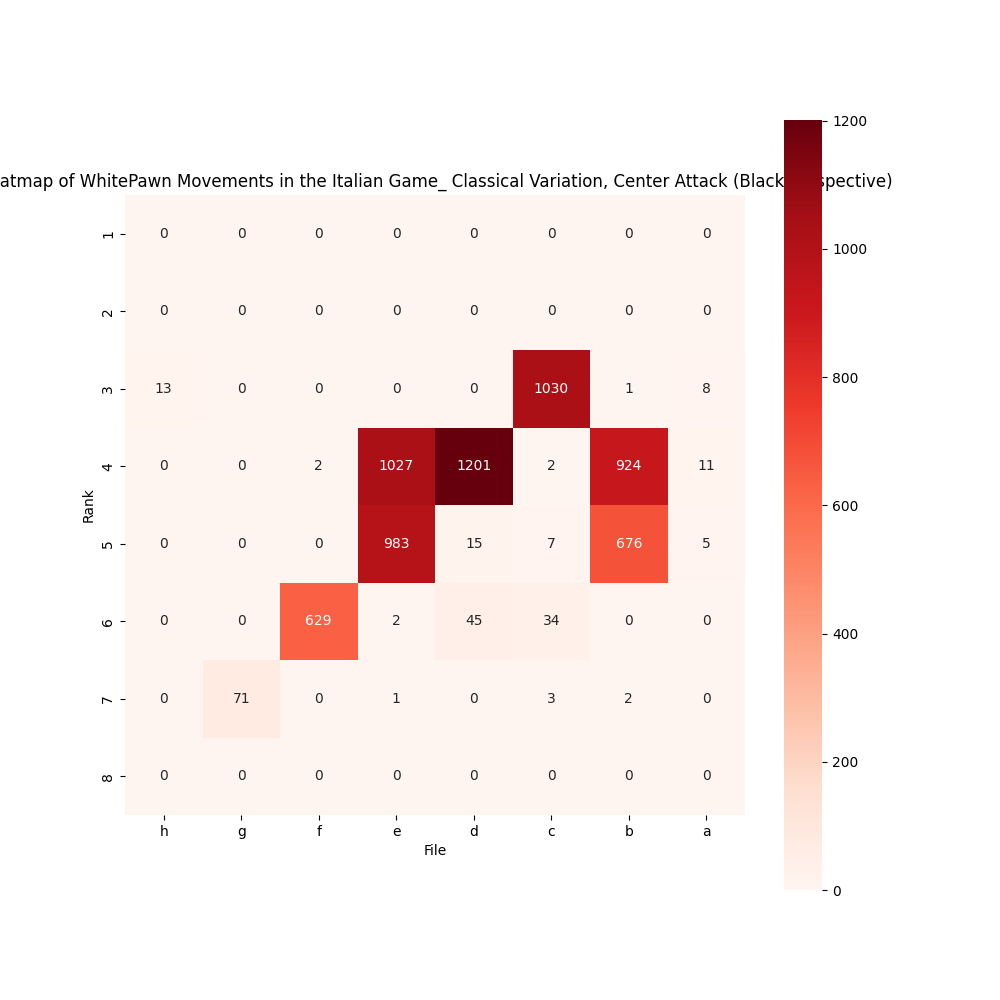 atmap of WhitePawn Movements in the Italian Game_ Classical Variation, Center Attack (Black spective)
1 0 0 0 0 0 0 0 0
2 0 0 0 0 0 0 0 0
3 13 0 0 0 0 1030 1 8
4 0 0 2 1027 1201 2 924 11
Rank
5 0 0 0 983 15 7 676 5
6 0 0 629 2 45 34 0 0
7 0 71 0 1 0 3 2 0
8 0 0 0 0 0 0 0 0
h g f e d c b a
File
1200
1000
800
600
400
200
0